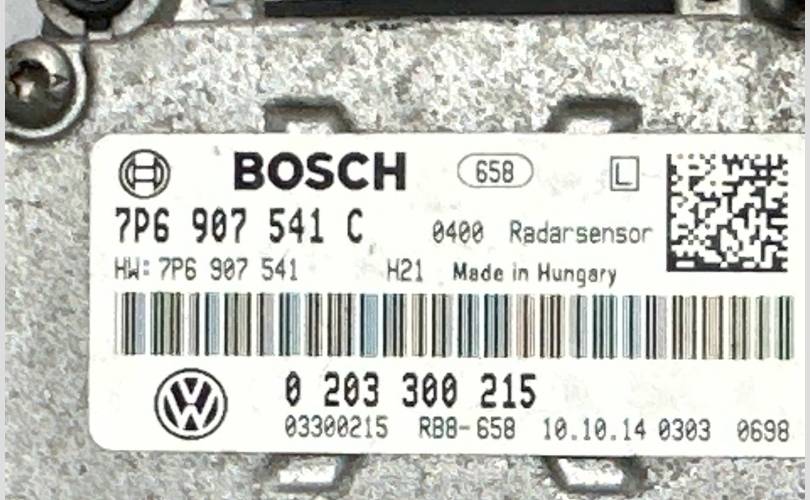 BOSCH 658 L
7P6 907 541 C 0400 Radarsensor
HW: 7P6 907 541 H21 Made in Hungary
0 203 300 215
03300215 RB8-658 10.10.14 0303 0698